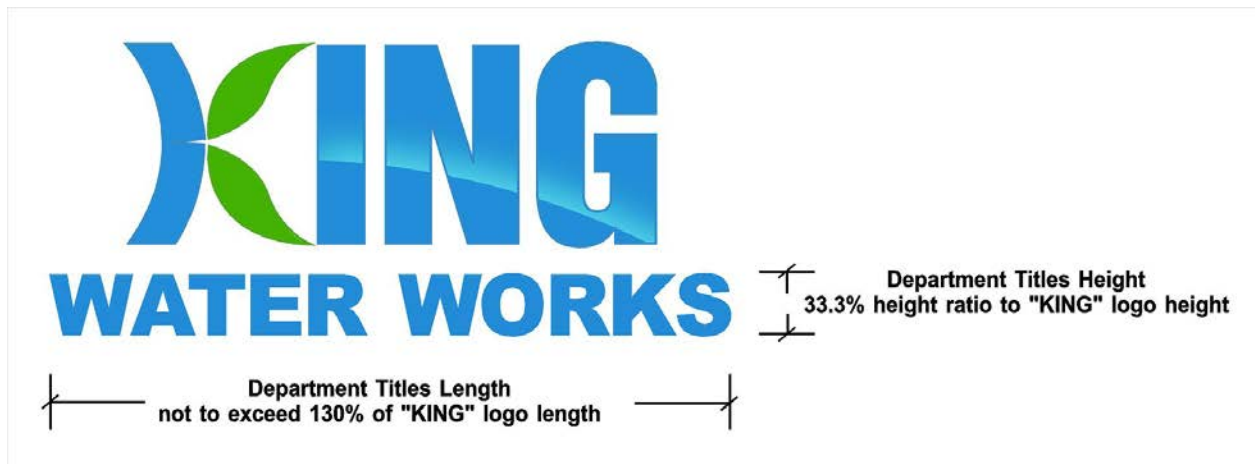 KING
WATER WORKS
Department Titles Height
33.3% height ratio to "KING" logo height
Department Titles Length
not to exceed 130% of "KING" logo length